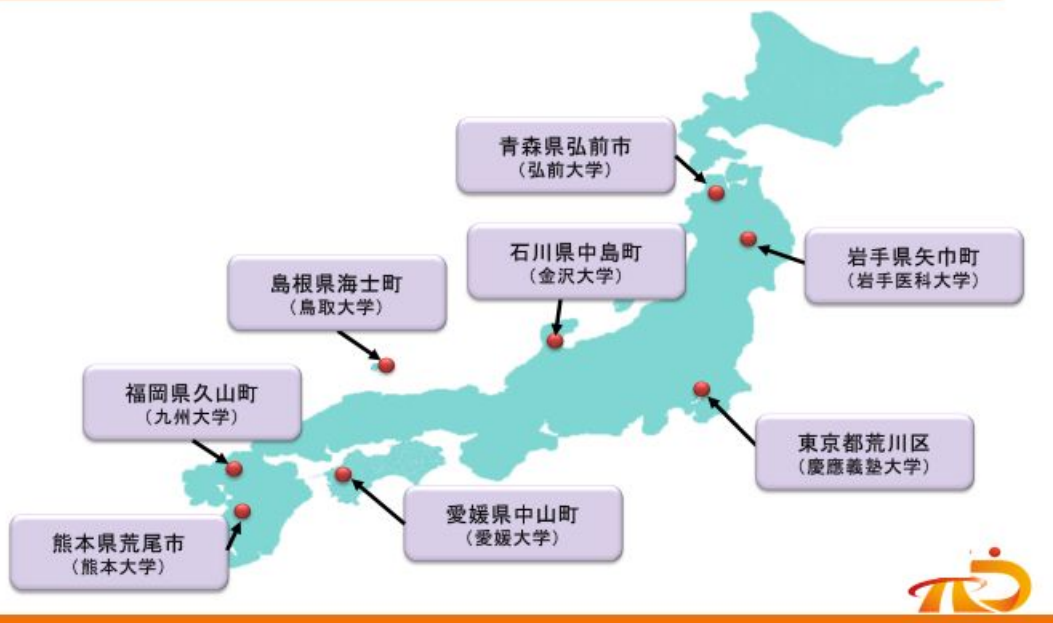 青森県弘前市
（弘前大学）
石川県中島町
（金沢大学）
岩手県矢巾町
（岩手医科大学）
島根県海士町
（鳥取大学）
福岡県久山町
（九州大学）
東京都荒川区
（慶應義塾大学）
愛媛県中山町
（愛媛大学）
熊本県荒尾市
（熊本大学）